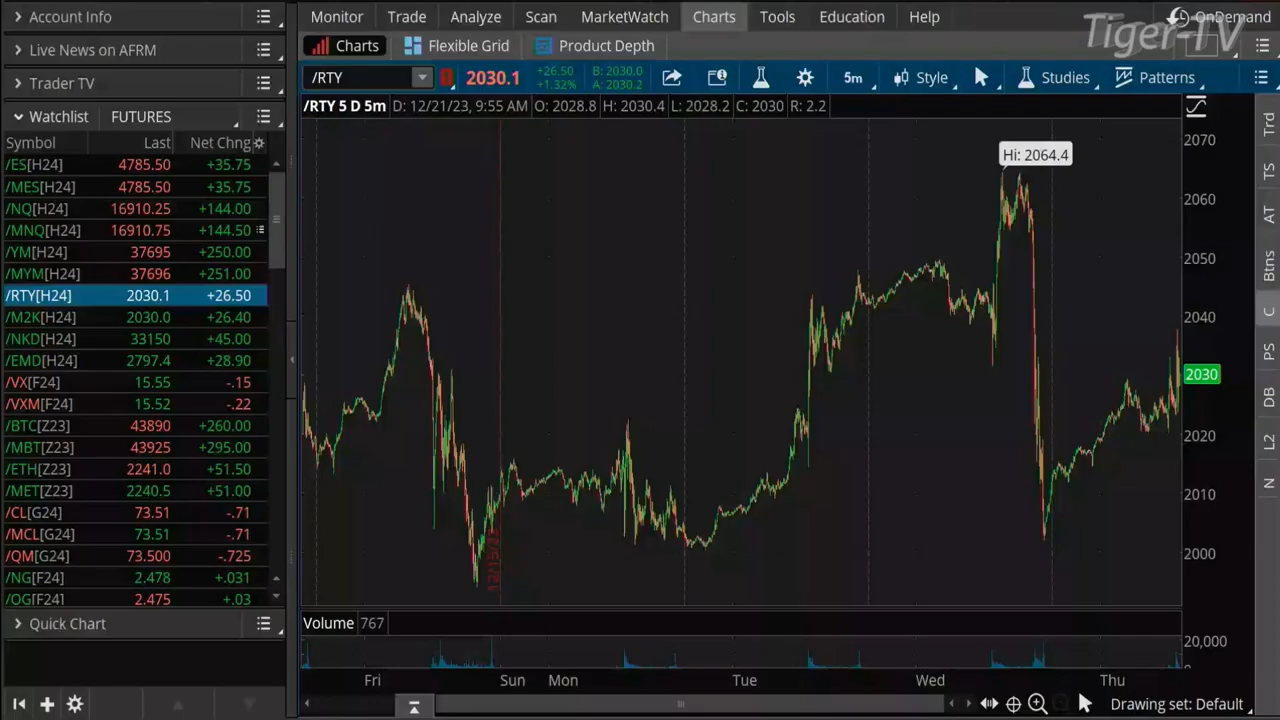 Account Info
Live News on AFRM
Trader TV
Watchlist FUTURES
Symbol Last Net Chng
/ES[H24] 4785.50 +35.75
/MES[H24] 4785.50 +35.75
/NQ[H24] 16910.25 +144.00
/MNQ[H24] 16910.75 +144.50
/YM[H24] 37695 +250.00
/MYM[H24] 37696 +251.00
/RTY[H24] 2030.1 +26.50
/M2K[H24] 2030.0 +26.40
/NKD[H24] 33150 +45.00
/EMD[H24] 2797.4 +28.90
/VX[F24] 15.55 -.15
/VXM[F24] 15.52 -.22
/BTC[Z23] 43890 +260.00
/MBT[Z23] 43925 +295.00
/ETH[Z23] 2241.0 +51.50
/MET[Z23] 2240.5 +51.00
/CL[G24] 73.51 -.71
/MCL[G24] 73.51 -.71
/QM[G24] 73.500 -.725
/NG[F24] 2.478 +.031
/QG[F24] 2.475 +.03
Quick Chart
Monitor Trade Analyze Scan MarketWatch Charts Tools Education Help
OnDemand
Tiger-TV
Charts Flexible Grid Product Depth
/RTY 2030.1 +26.50 +1.32% B: 2030.0 A: 2030.2 5m Style Studies Patterns
/RTY 5 D 5m D: 12/21/23, 9:55 AM O: 2028.8 H: 2030.4 L: 2028.2 C: 2030 R: 2.2
Hi: 2064.4
2070
2060
2050
2040
2030
2020
2010
2000
Volume 767
20,000
Fri Sun Mon Tue Wed Thu
Drawing set: Default
Trd
TS
AT
Btns
C
PS
DB
L2
N